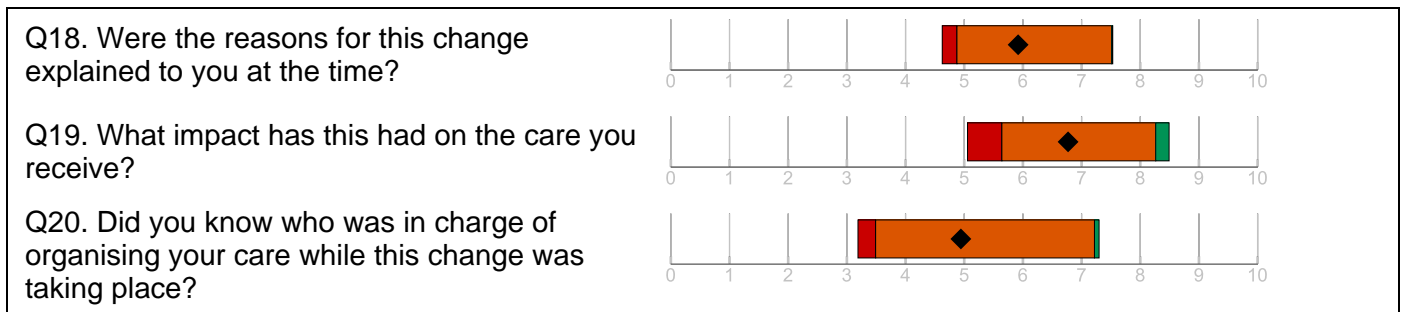 Q18. Were the reasons for this change
explained to you at the time?
0 1 2 3 4 5 6 7 8 9 10
Q19. What impact has this had on the care you
receive?
0 1 2 3 4 5 6 7 8 9 10
Q20. Did you know who was in charge of
organising your care while this change was
taking place?
0 1 2 3 4 5 6 7 8 9 10